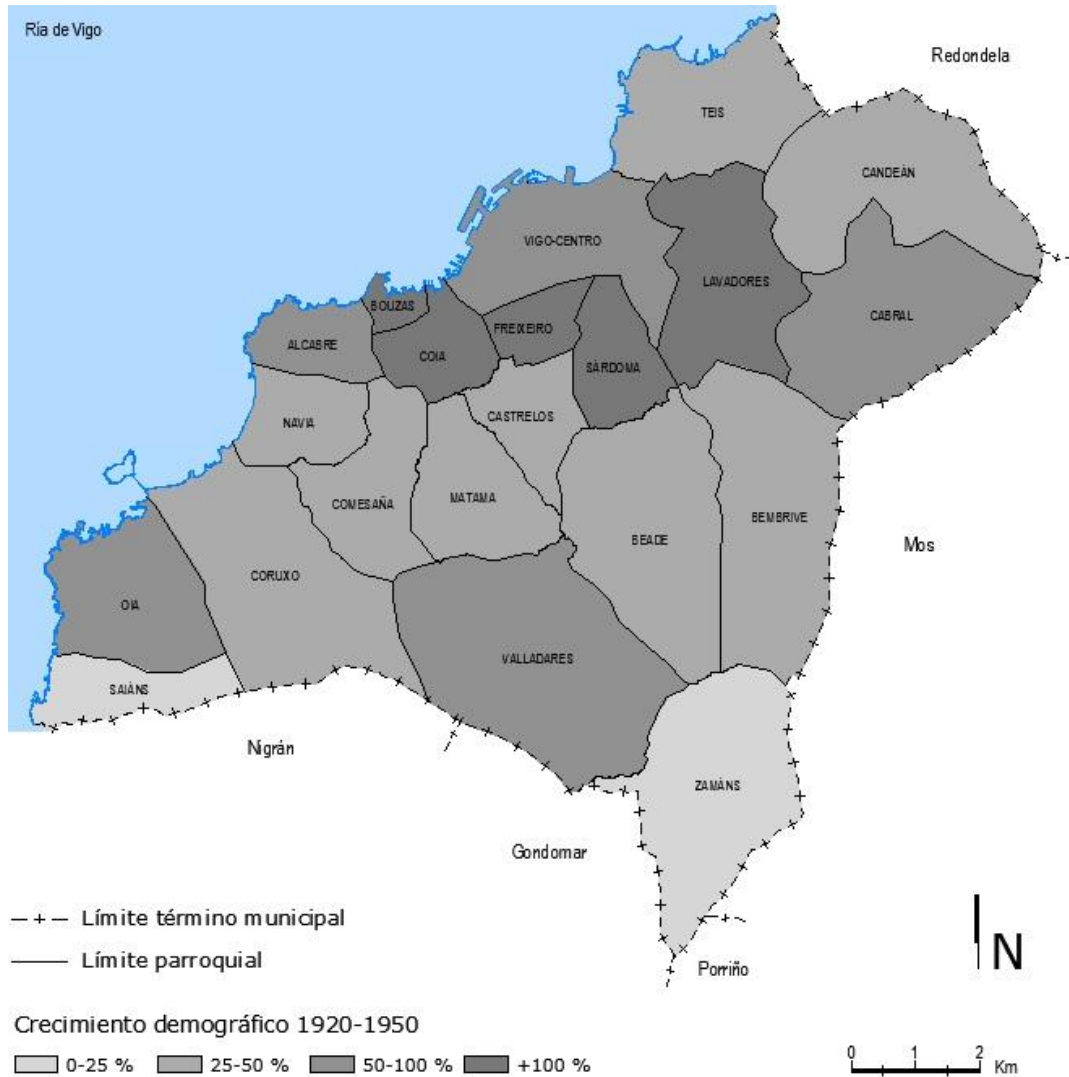 Ría de Vigo
Redondela
TEIS
CANDEÁN
VIGO-CENTRO
LAVADORES
BOUZAS
CABRAL
FREIXEIRO
ALCABRE
COIA
SÁRDOMA
CASTRELOS
NAVIA
COMESAÑA
MATAMA
BEMBRIVE
BEADE
Mos
CORUXO
OIA
VALLADARES
SAIÁNS
Nigrán
ZAMÁNS
Gondomar
Límite término municipal
Límite parroquial
N
Porriño
Crecimiento demográfico 1920-1950
0-25 % 25-50 % 50-100 % +100 %
0 1 2
Km